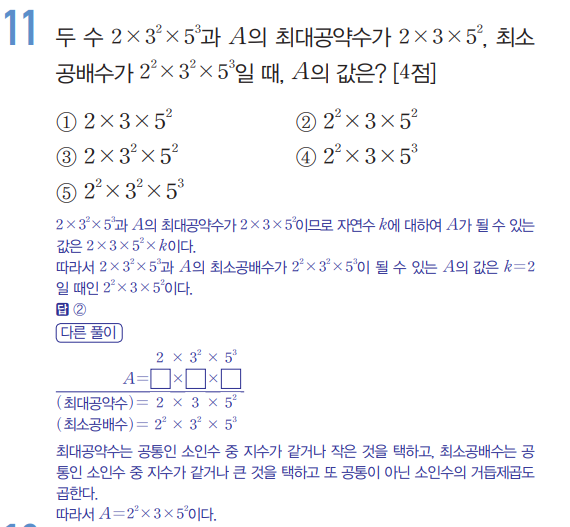 11 두 수 2×3²×5³과 A의 최대공약수가 2×3×5², 최소
공배수가 2²×3²×5³일 때, A의 값은? [4점]
① 2×3×5² ② 2²×3×5²
③ 2×3²×5² ④ 2²×3×5³
⑤ 2²×3²×5³
2×3²×5³과 A의 최대공약수가 2×3×5²이므로 자연수 k에 대하여 A가 될 수 있는
값은 2×3×5²×k이다.
따라서 2×3²×5³과 A의 최소공배수가 2²×3²×5³이 될 수 있는 A의 값은 k=2
일 때인 2²×3×5²이다.
답 ②
다른 풀이
2 × 3² × 5³
A=□×□×□
(최대공약수)= 2 × 3 × 5²
(최소공배수)= 2² × 3² × 5³
최대공약수는 공통인 소인수 중 지수가 같거나 작은 것을 택하고, 최소공배수는 공
통인 소인수 중 지수가 같거나 큰 것을 택하고 또 공통이 아닌 소인수의 거듭제곱도
곱한다.
따라서 A=2²×3×5²이다.